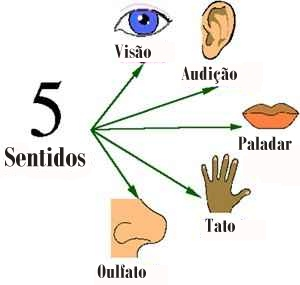 Visão
Audição
5
Sentidos
Paladar
Tato
Oulfato